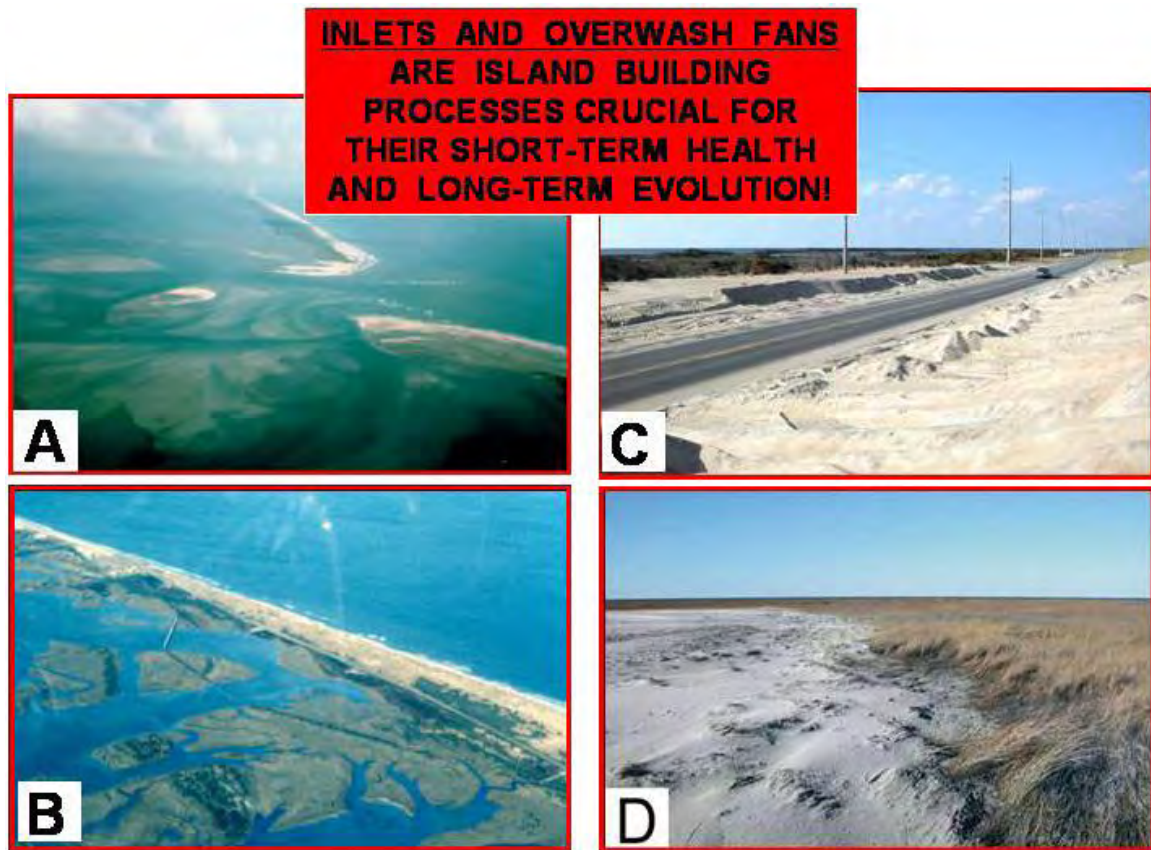 INLETS AND OVERWASH FANS
ARE ISLAND BUILDING
PROCESSES CRUCIAL FOR
THEIR SHORT-TERM HEALTH
AND LONG-TERM EVOLUTION!
A
C
B
D